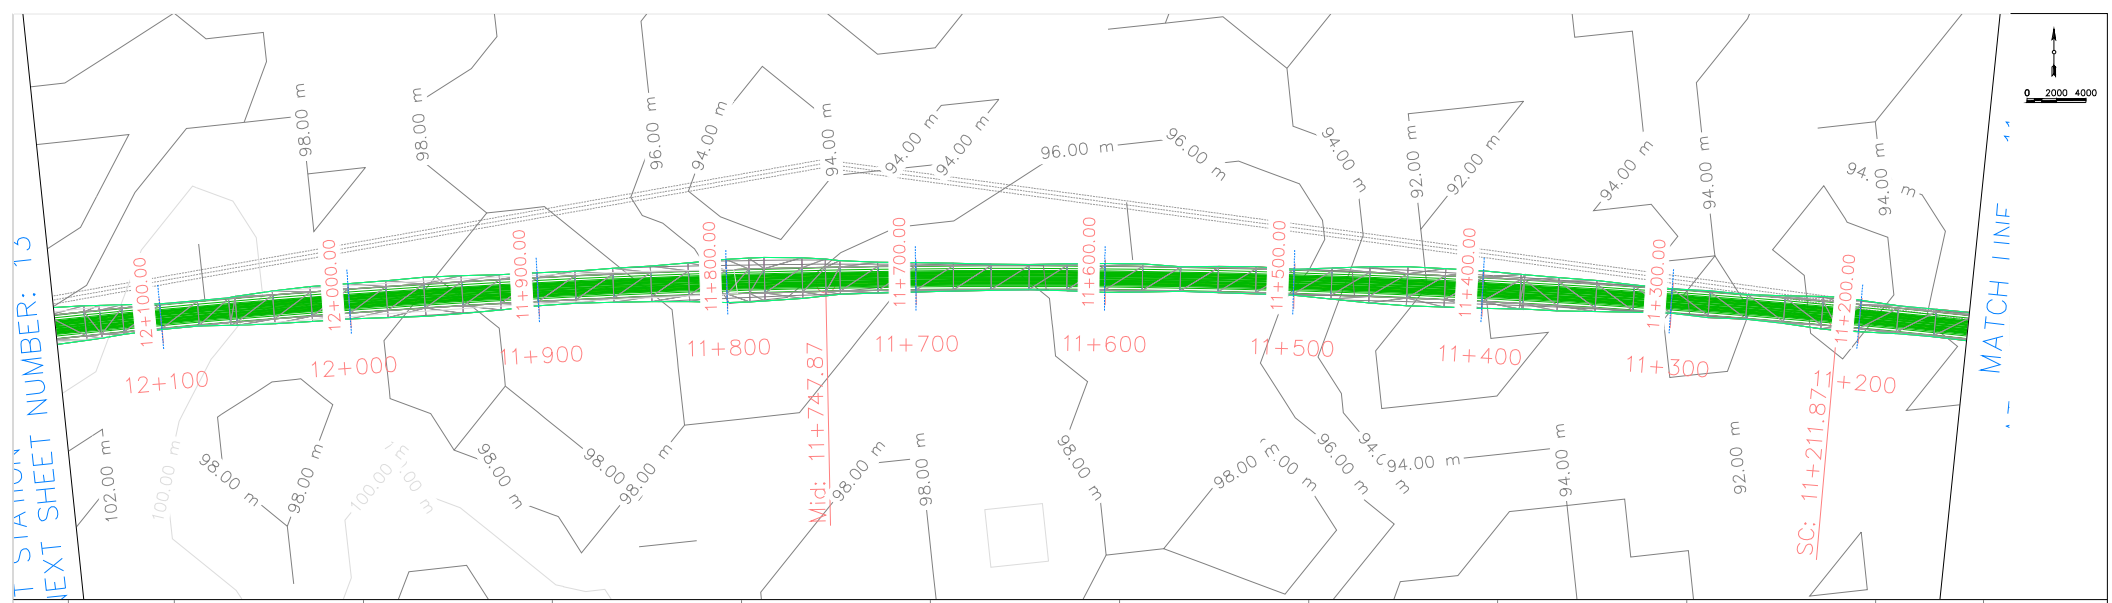 0 2000 4000
98.00 m
98.00 m
96.00 m
94.00 m
94.00 m
94.00 m
94.00 m
96.00 m
96.00 m
94.00 m
92.00 m
92.00 m
94.00 m
94.00 m
94.00 m
12+100.00
12+000.00
11+900.00
11+800.00
11+700.00
11+600.00
11+500.00
11+400.00
11+300.00
11+200.00
12+100
12+000
11+900
11+800
11+700
11+600
11+500
11+400
11+300
11+200
Mid: 11+747.87
SC: 11+211.87
NEXT SHEET NUMBER: 13
MATCH
102.00 m
100.00 m
98.00 m
98.00 m
100.00
98.00 m
98.00
98.00 m
98.00 m
98.00 m
98.00 m
98.00
96.00 m
94.00 m
94.00 m
92.00 m